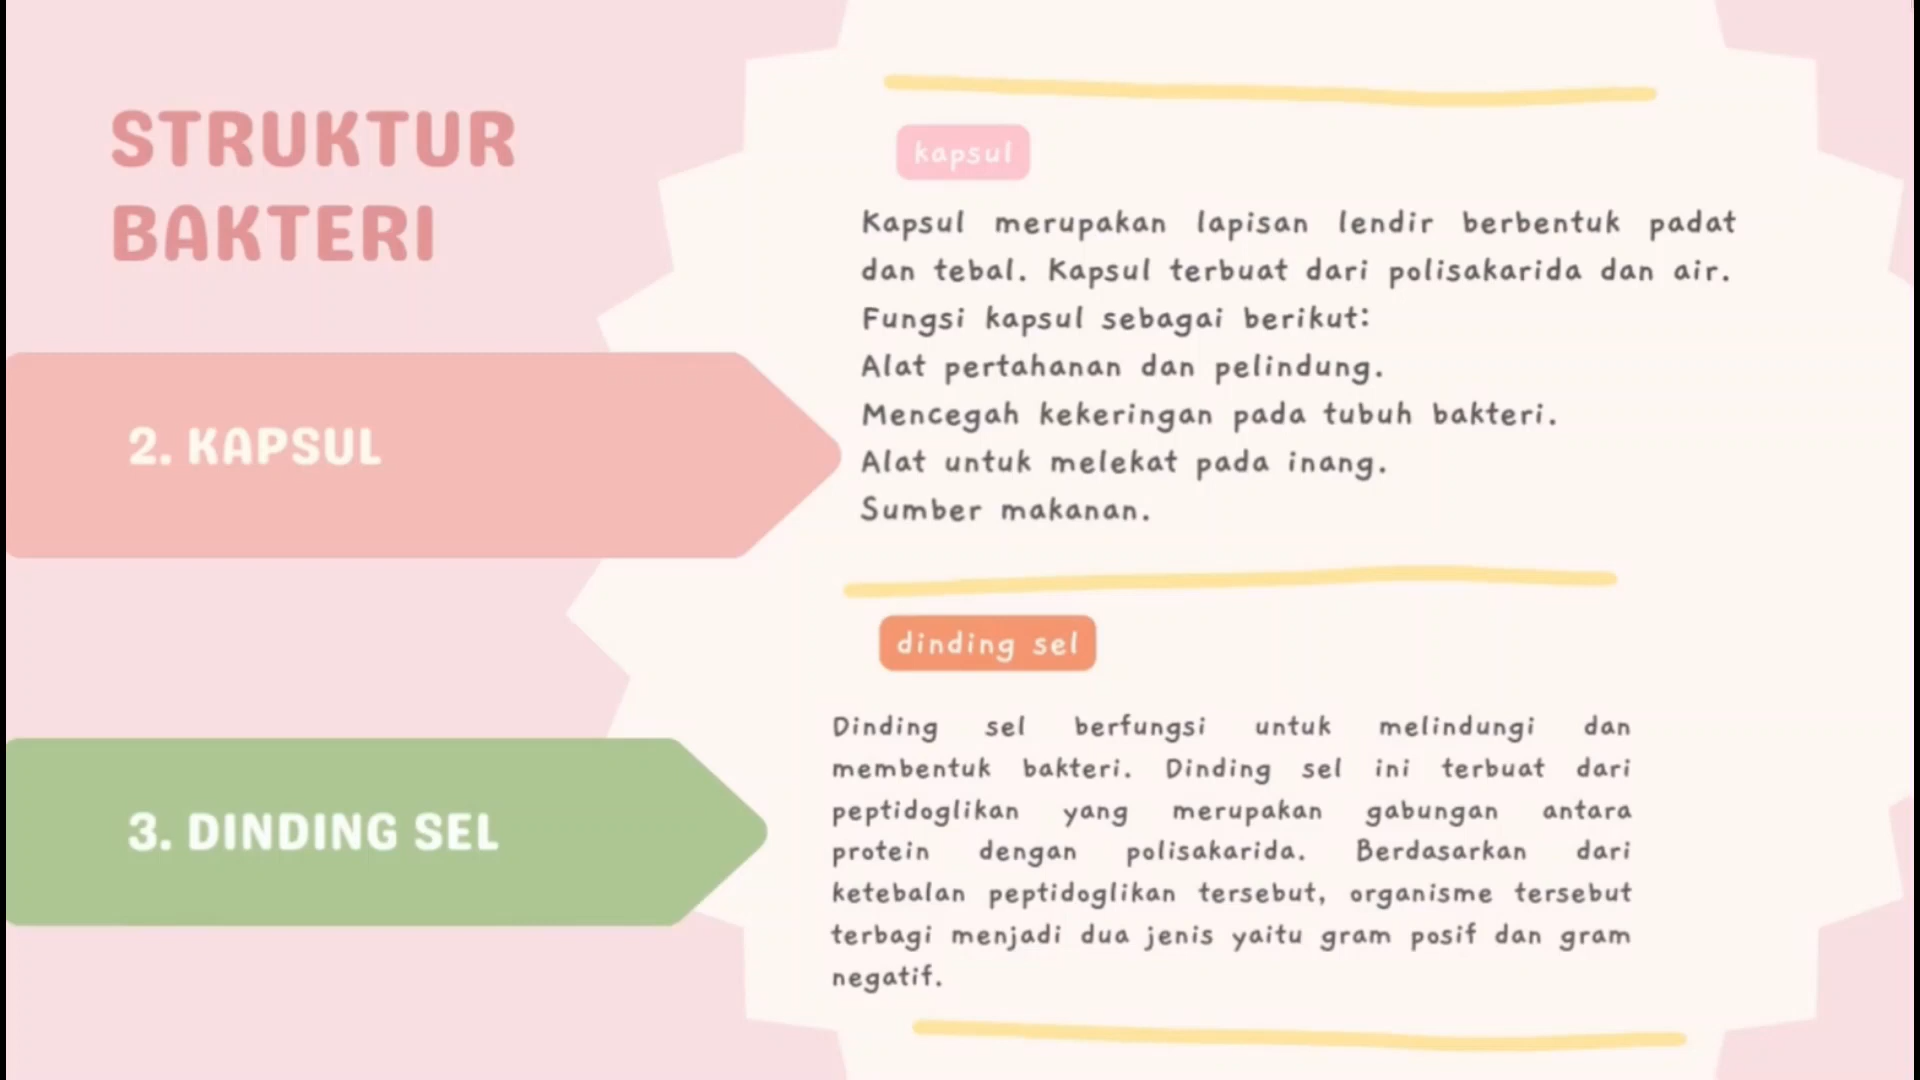 STRUKTUR
BAKTERI
2. KAPSUL
kapsul
Kapsul merupakan lapisan lendir berbentuk padat
dan tebal. Kapsul terbuat dari polisakarida dan air.
Fungsi kapsul sebagai berikut:
Alat pertahanan dan pelindung.
Mencegah kekeringan pada tubuh bakteri.
Alat untuk melekat pada inang.
Sumber makanan.
3. DINDING SEL
dinding sel
Dinding sel berfungsi untuk melindungi dan
membentuk bakteri. Dinding sel ini terbuat dari
peptidoglikan yang merupakan gabungan antara
protein dengan polisakarida. Berdasarkan dari
ketebalan peptidoglikan tersebut, organisme tersebut
terbagi menjadi dua jenis yaitu gram posif dan gram
negatif.